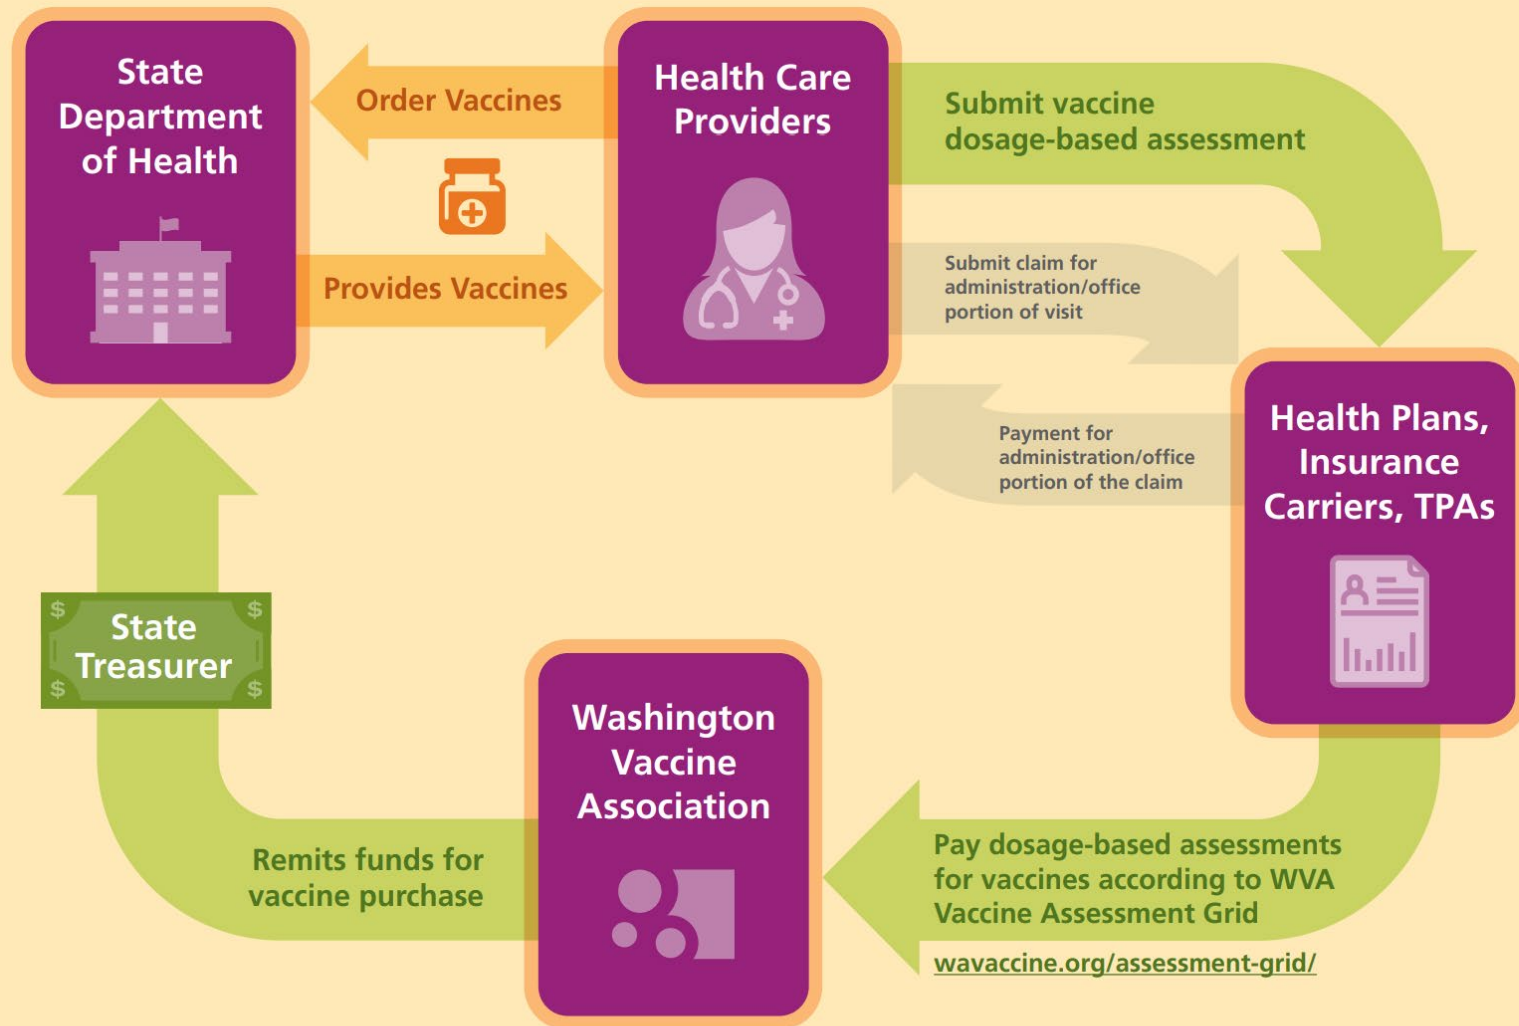 State
Department
of Health
Order Vaccines
Provides Vaccines
Health Care
Providers
Submit vaccine
dosage-based assessment
Submit claim for
administration/office
portion of visit
Payment for
administration/office
portion of the claim
Health Plans,
Insurance
Carriers, TPAs
Pay dosage-based assessments
for vaccines according to WVA
Vaccine Assessment Grid
wavaccine.org/assessment-grid/
Washington
Vaccine
Association
Remits funds for
vaccine purchase
$ $
State
Treasurer
$ $